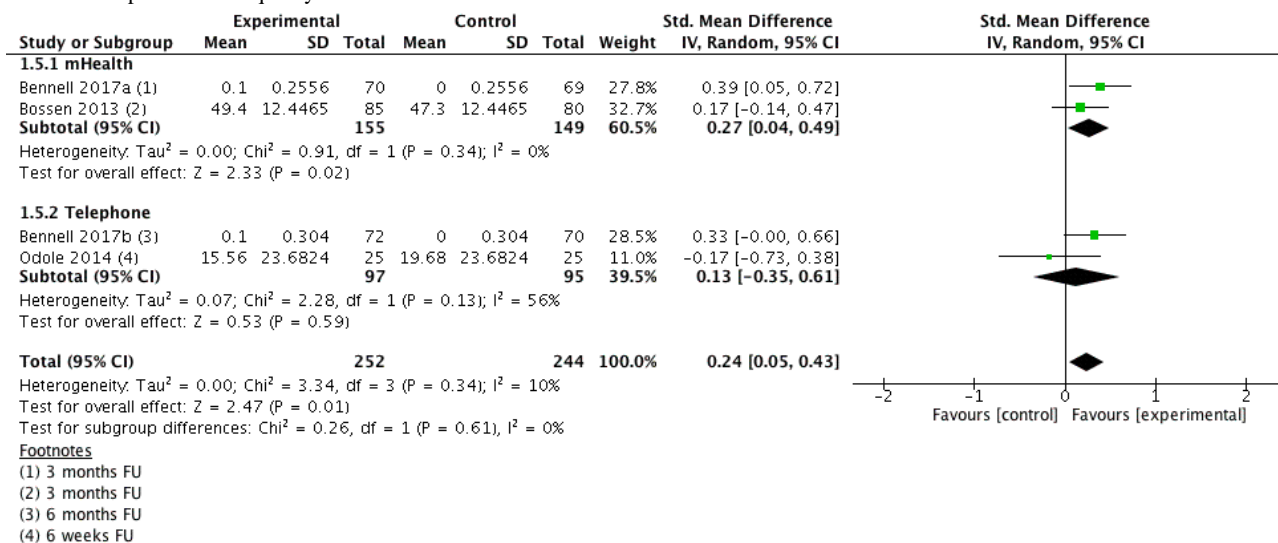 Experimental Control Std. Mean Difference Std. Mean Difference
Study or Subgroup Mean SD Total Mean SD Total Weight IV, Random, 95% CI IV, Random, 95% CI
1.5.1 mHealth
Bennell 2017a (1) 0.1 0.2556 70 0 0.2556 69 27.8% 0.39 [0.05, 0.72]
Bossen 2013 (2) 49.4 12.4465 85 47.3 12.4465 80 32.7% 0.17 [-0.14, 0.47]
Subtotal (95% CI) 155 149 60.5% 0.27 [0.04, 0.49]
Heterogeneity: Tau² = 0.00; Chi² = 0.91, df = 1 (P = 0.34); I² = 0%
Test for overall effect: Z = 2.33 (P = 0.02)
1.5.2 Telephone
Bennell 2017b (3) 0.1 0.304 72 0 0.304 70 28.5% 0.33 [-0.00, 0.66]
Odole 2014 (4) 15.56 23.6824 25 19.68 23.6824 25 11.0% -0.17 [-0.73, 0.38]
Subtotal (95% CI) 97 95 39.5% 0.13 [-0.35, 0.61]
Heterogeneity: Tau² = 0.07; Chi² = 2.28, df = 1 (P = 0.13); I² = 56%
Test for overall effect: Z = 0.53 (P = 0.59)
Total (95% CI) 252 244 100.0% 0.24 [0.05, 0.43]
Heterogeneity: Tau² = 0.00; Chi² = 3.34, df = 3 (P = 0.34); I² = 10%
Test for overall effect: Z = 2.47 (P = 0.01)
Test for subgroup differences: Chi² = 0.26, df = 1 (P = 0.61), I² = 0%
-2 -1 0 1 2
Favours [control] Favours [experimental]
Footnotes
(1) 3 months FU
(2) 3 months FU
(3) 6 months FU
(4) 6 weeks FU